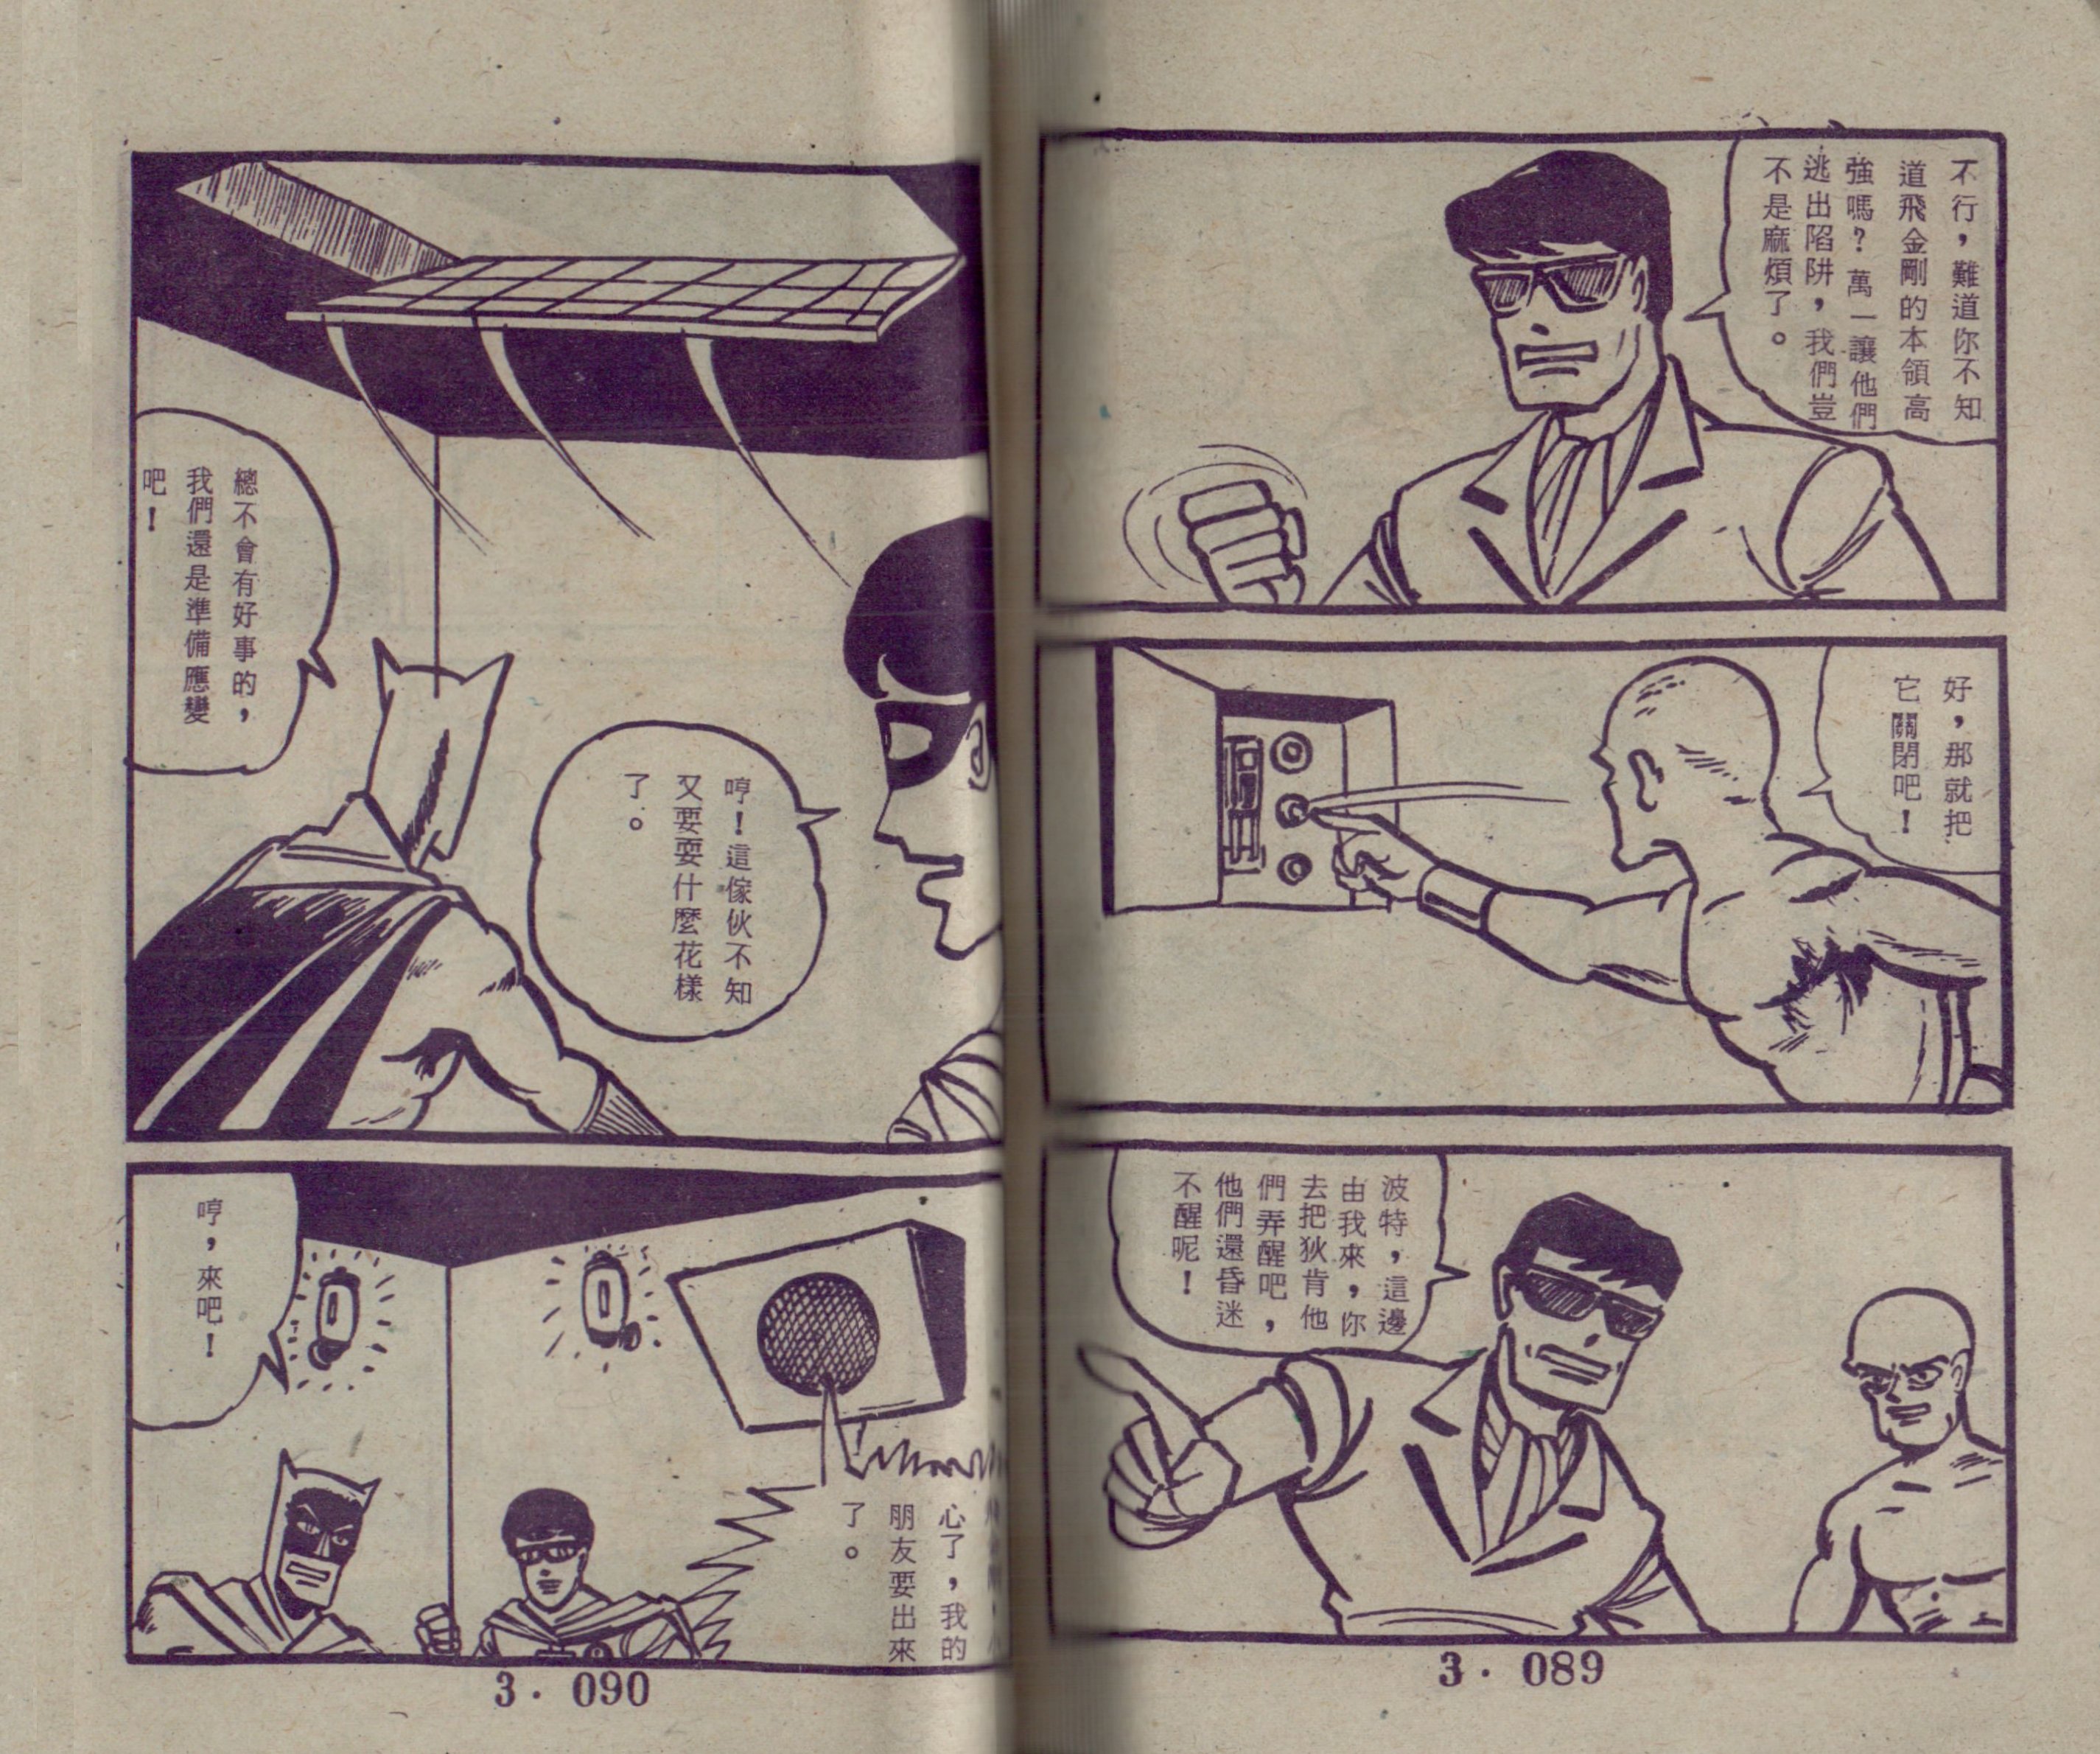 不行，難道你不知
道飛金剛的本領高
強嗎？萬一讓他們
逃出陷阱，我們豈
不是麻煩了。
好，那就把
它關閉吧！
波特，這邊
由我來，你
去把狄肯他
們弄醒吧，
他們還昏迷
不醒呢！
3·089
哼！這傢伙不知
又要耍什麼花樣
了。
總不會有好事的，
我們還是準備應變
吧！
心了，我的
朋友要出來
了。
哼，來吧！
3·090